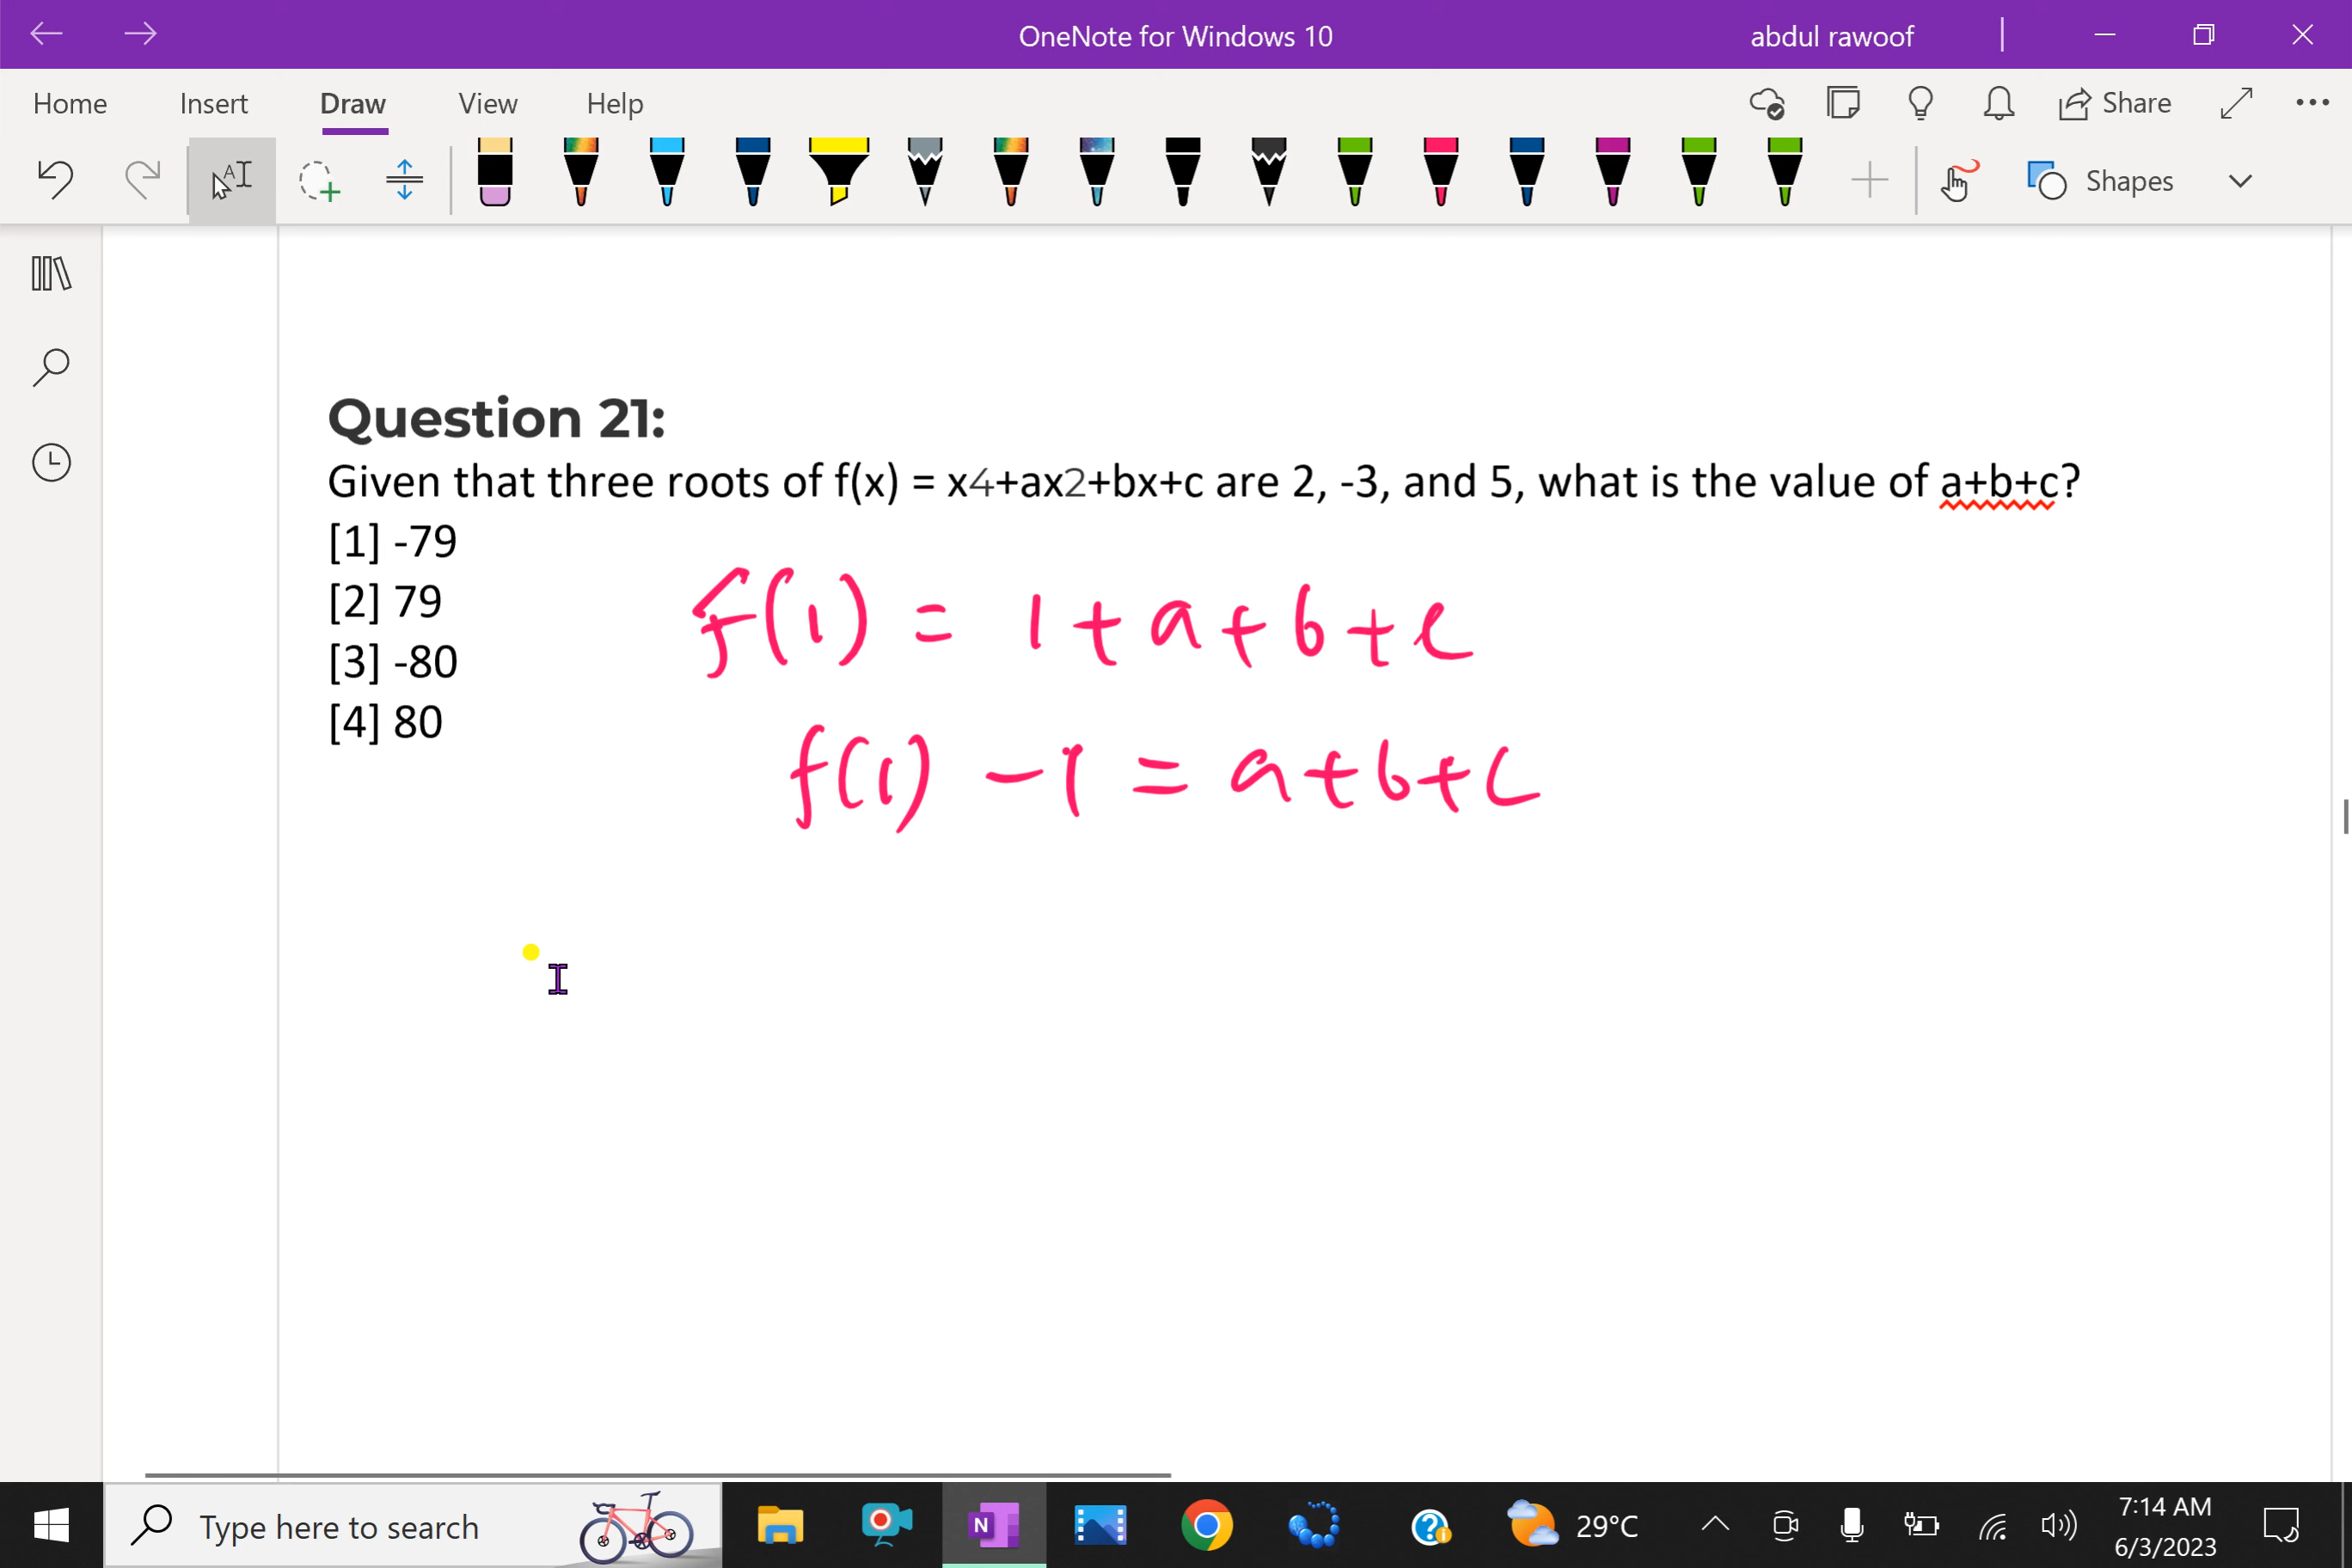 OneNote for Windows 10
abdul rawoof
Home Insert Draw View Help
Share
Shapes
Question 21:
Given that three roots of f(x) = x4+ax2+bx+c are 2, -3, and 5, what is the value of a+b+c?
[1] -79
[2] 79
[3] -80
[4] 80
f(1) = 1+a+b+c
f(1) -1 = a+b+c
Type here to search
29°C
7:14 AM
6/3/2023